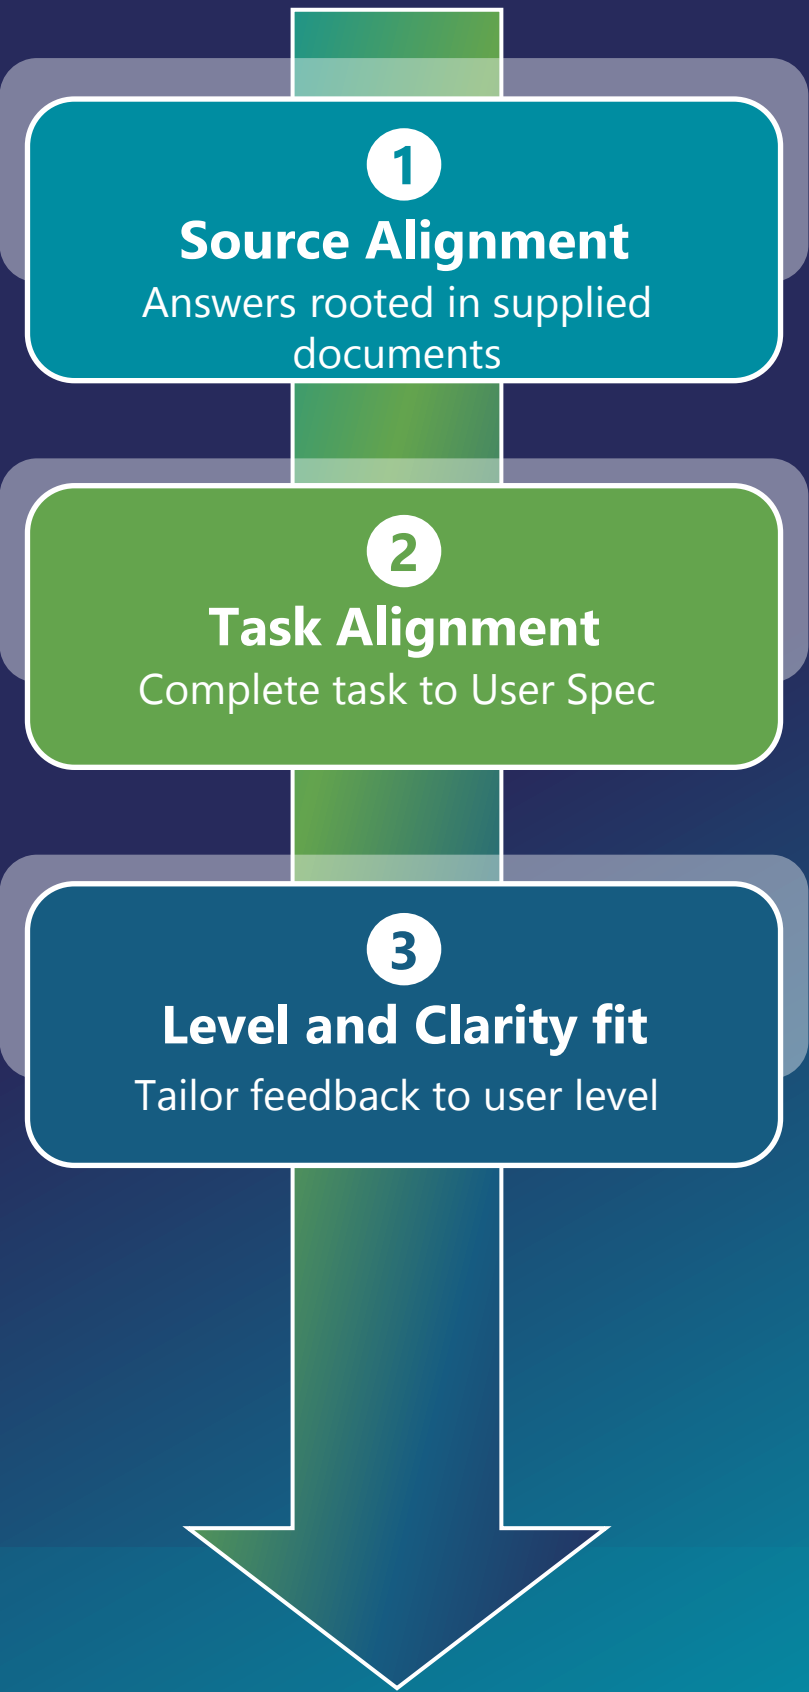 1
Source Alignment
Answers rooted in supplied
documents
2
Task Alignment
Complete task to User Spec
3
Level and Clarity fit
Tailor feedback to user level